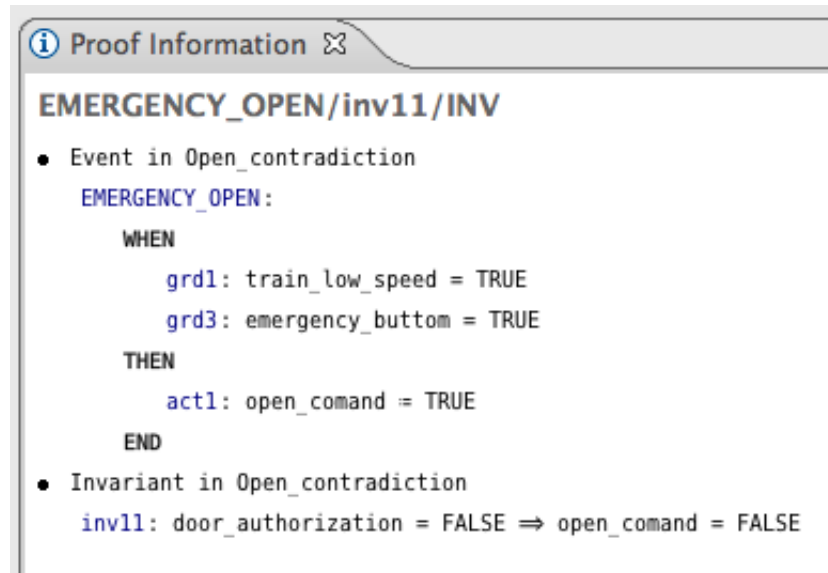 Proof Information
EMERGENCY_OPEN/inv11/INV
• Event in Open_contradiction
EMERGENCY_OPEN:
WHEN
grd1: train_low_speed = TRUE
grd3: emergency_buttom = TRUE
THEN
act1: open_comand ≔ TRUE
END
• Invariant in Open_contradiction
inv11: door_authorization = FALSE ⇒ open_comand = FALSE